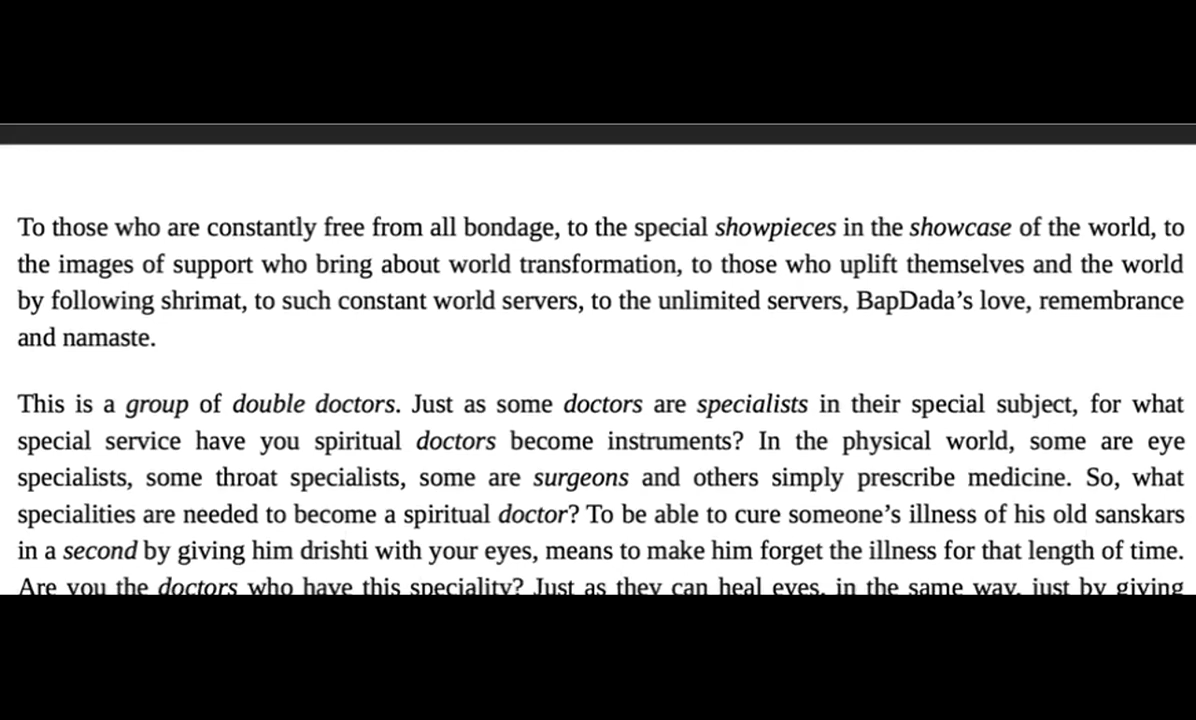 To those who are constantly free from all bondage, to the special showpieces in the showcase of the world, to
the images of support who bring about world transformation, to those who uplift themselves and the world
by following shrimat, to such constant world servers, to the unlimited servers, BapDada’s love, remembrance
and namaste.
This is a group of double doctors. Just as some doctors are specialists in their special subject, for what
special service have you spiritual doctors become instruments? In the physical world, some are eye
specialists, some throat specialists, some are surgeons and others simply prescribe medicine. So, what
specialities are needed to become a spiritual doctor? To be able to cure someone’s illness of his old sanskars
in a second by giving him drishti with your eyes, means to make him forget the illness for that length of time.
Are you the doctors who have this speciality? Just as they can heal eyes, in the same way, just by giving